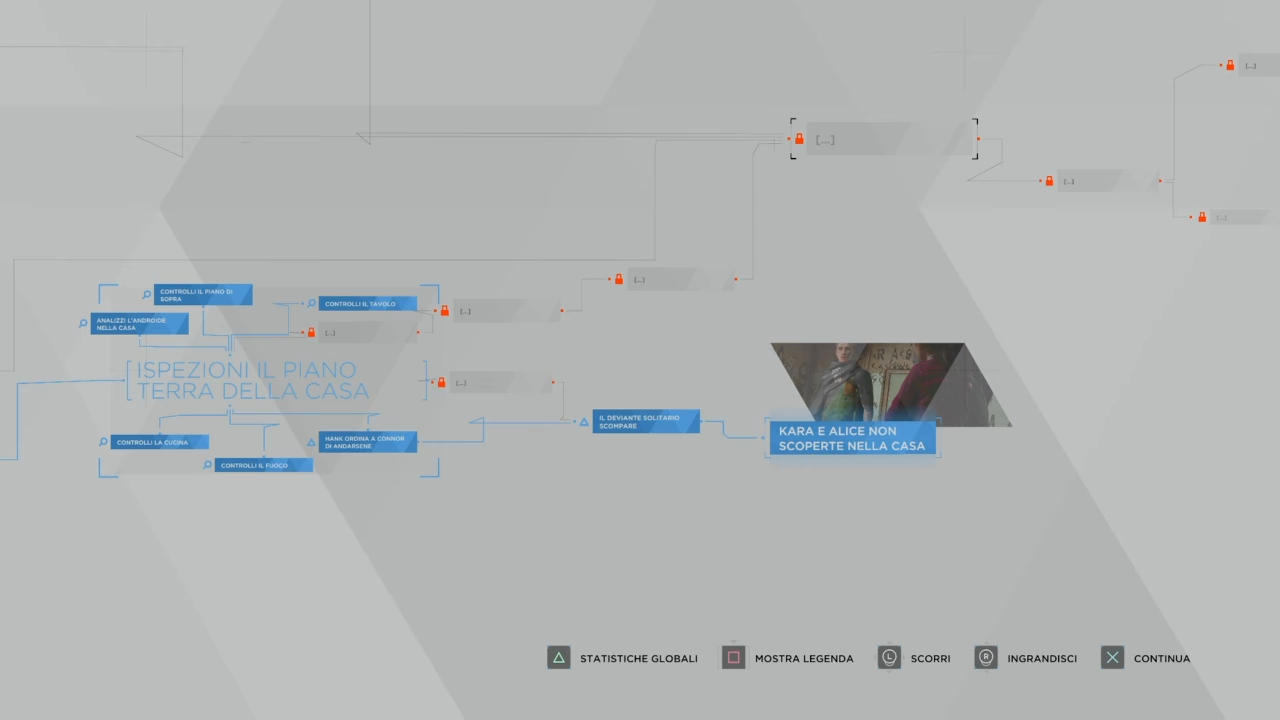 [...]
[...]
[...]
[...]
[...]
CONTROLLI IL PIANO DI
SOPRA
CONTROLLI IL TAVOLO
[...]
ANALIZZI L'ANDROIDE
NELLA CASA
[...]
ISPEZIONI IL PIANO
TERRA DELLA CASA
[...]
IL DEVIANTE SOLITARIO
SCOMPARE
KARA E ALICE NON
SCOPERTE NELLA CASA
CONTROLLI LA CUCINA
HANK ORDINA A CONNOR
DI ANDARSENE
CONTROLLI IL FUOCO
STATISTICHE GLOBALI
MOSTRA LEGENDA
L
SCORRI
R
INGRANDISCI
CONTINUA